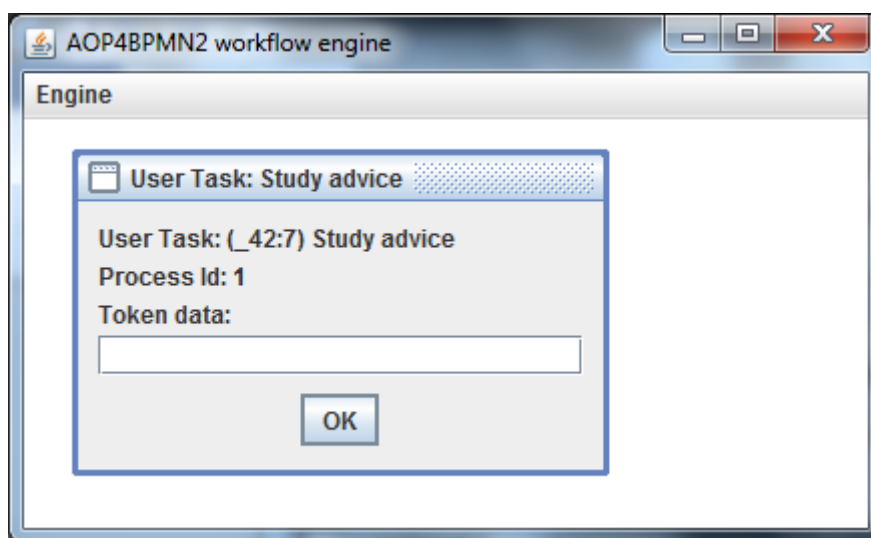 AOP4BPMN2 workflow engine
Engine
User Task: Study advice
User Task: (_42:7) Study advice
Process Id: 1
Token data:
OK